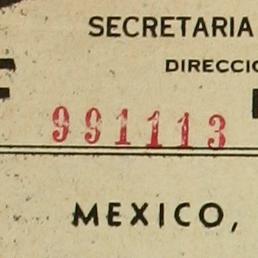 SECRETARIA
DIRECCIO
991113
MEXICO,